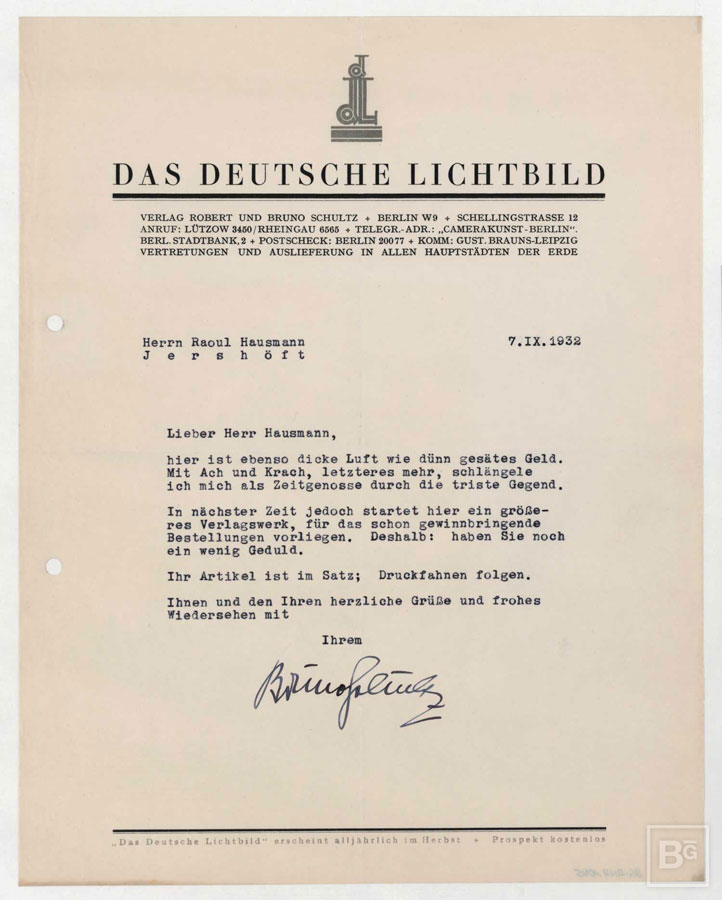 ddL
DAS DEUTSCHE LICHTBILD
VERLAG ROBERT UND BRUNO SCHULTZ + BERLIN W9 + SCHELLINGSTRASSE 12
ANRUF: LÜTZOW 3450/RHEINGAU 6565 + TELEGR.-ADR.: „CAMERAKUNST-BERLIN“.
BERL. STADTBANK, 2 + POSTSCHECK: BERLIN 20077 + KOMM: GUST. BRAUNS-LEIPZIG
VERTRETUNGEN UND AUSLIEFERUNG IN ALLEN HAUPTSTÄDTEN DER ERDE
Herrn Raoul Hausmann 7.IX.1932
J e r s h ö f t
Lieber Herr Hausmann,
hier ist ebenso dicke Luft wie dünn gesätes Geld.
Mit Ach und Krach, letzteres mehr, schlängele
ich mich als Zeitgenosse durch die triste Gegend.
In nächster Zeit jedoch startet hier ein größe-
res Verlagswerk, für das schon gewinnbringende
Bestellungen vorliegen. Deshalb: haben Sie noch
ein wenig Geduld.
Ihr Artikel ist im Satz; Druckfahnen folgen.
Ihnen und den Ihren herzliche Grüße und frohes
Wiedersehen mit
Ihrem
Bruno Schultz
„Das Deutsche Lichtbild“ erscheint alljährlich im Herbst + Prospekt kostenlos
BG